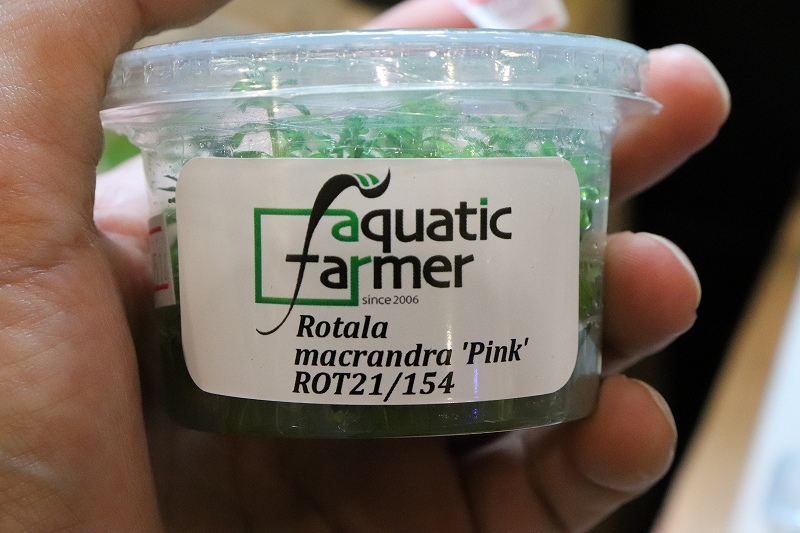 aquatic
farmer
since 2006
Rotala
macrandra 'Pink'
ROT21/154